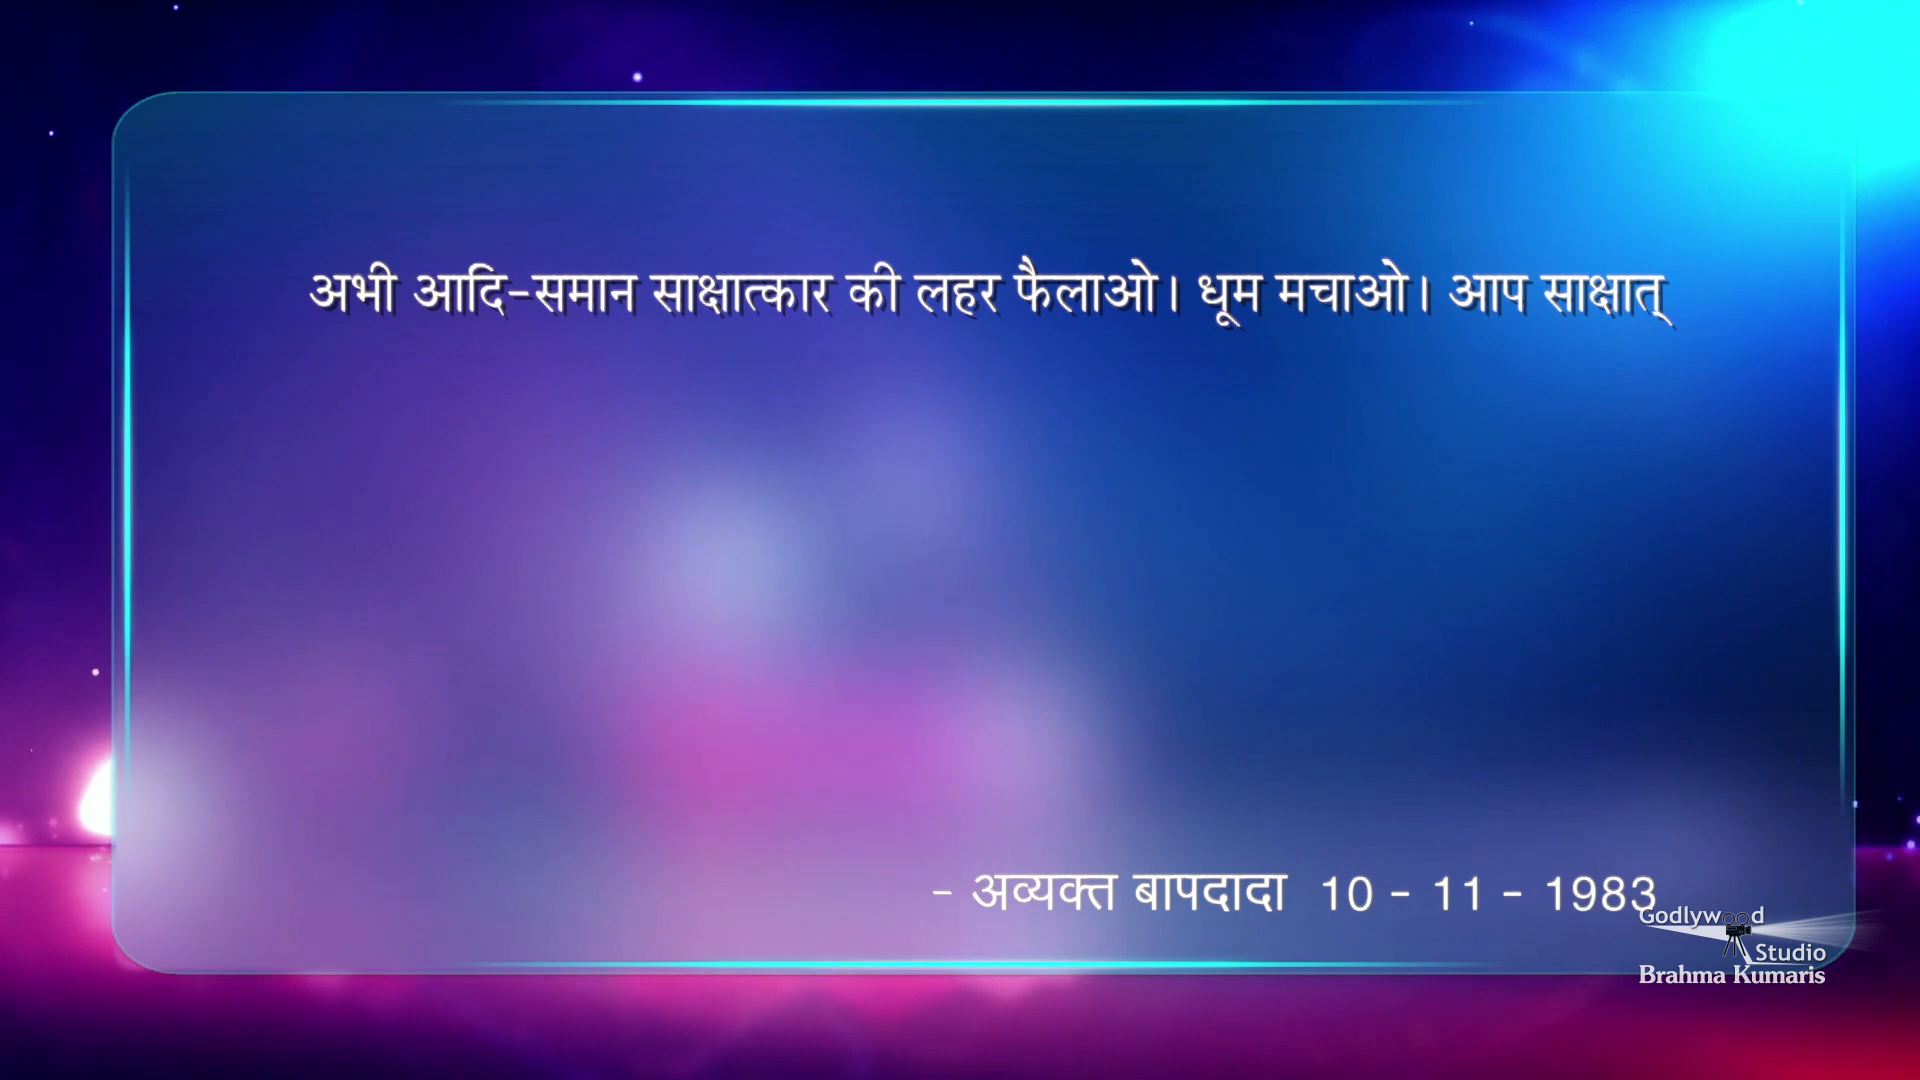 अभी आदि-समान साक्षात्कार की लहर फैलाओ। धूम मचाओ। आप साक्षात्
- अव्यक्त बापदादा 10 - 11 - 1983
Godlywood
Studio
Brahma Kumaris